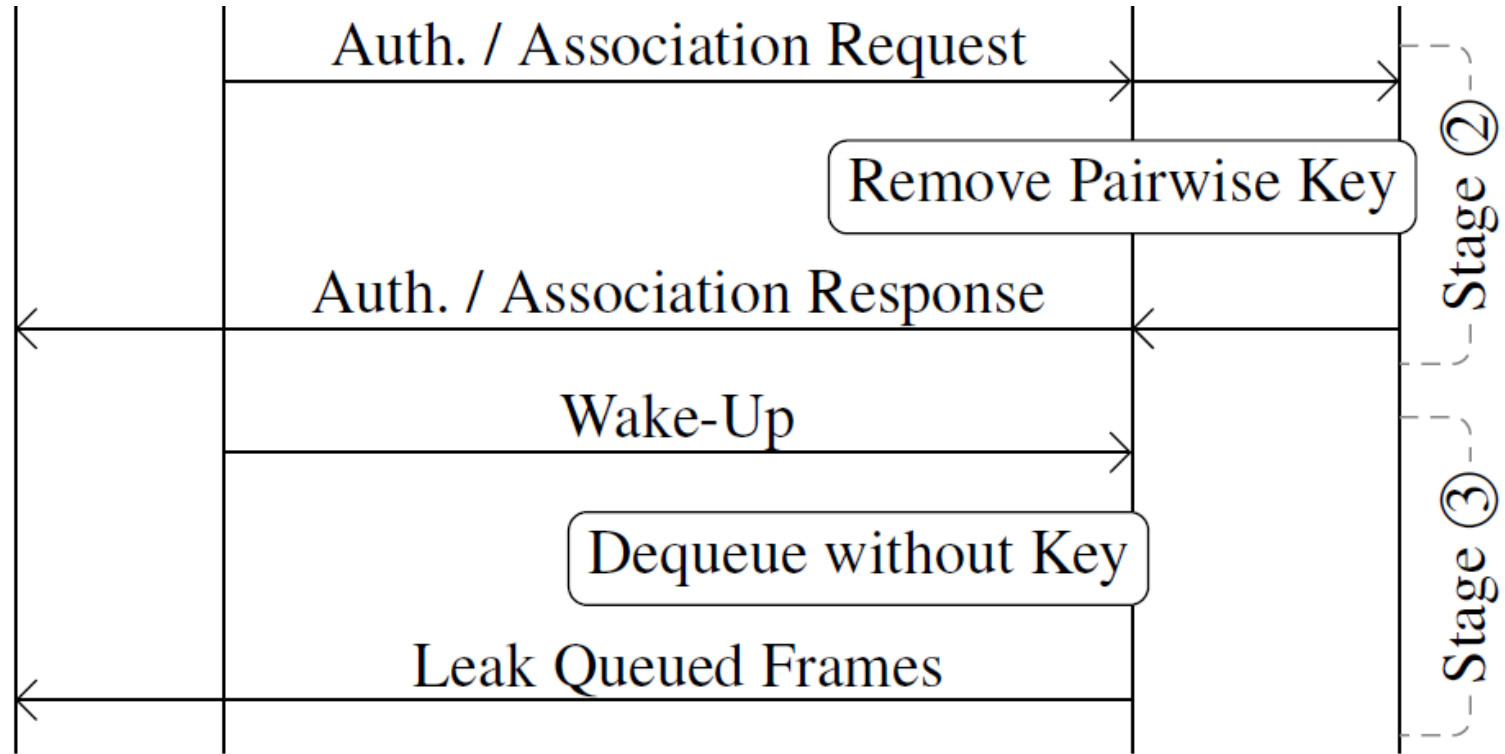 Auth. / Association Request
Remove Pairwise Key
Auth. / Association Response
Stage ②
Wake-Up
Dequeue without Key
Leak Queued Frames
Stage ③